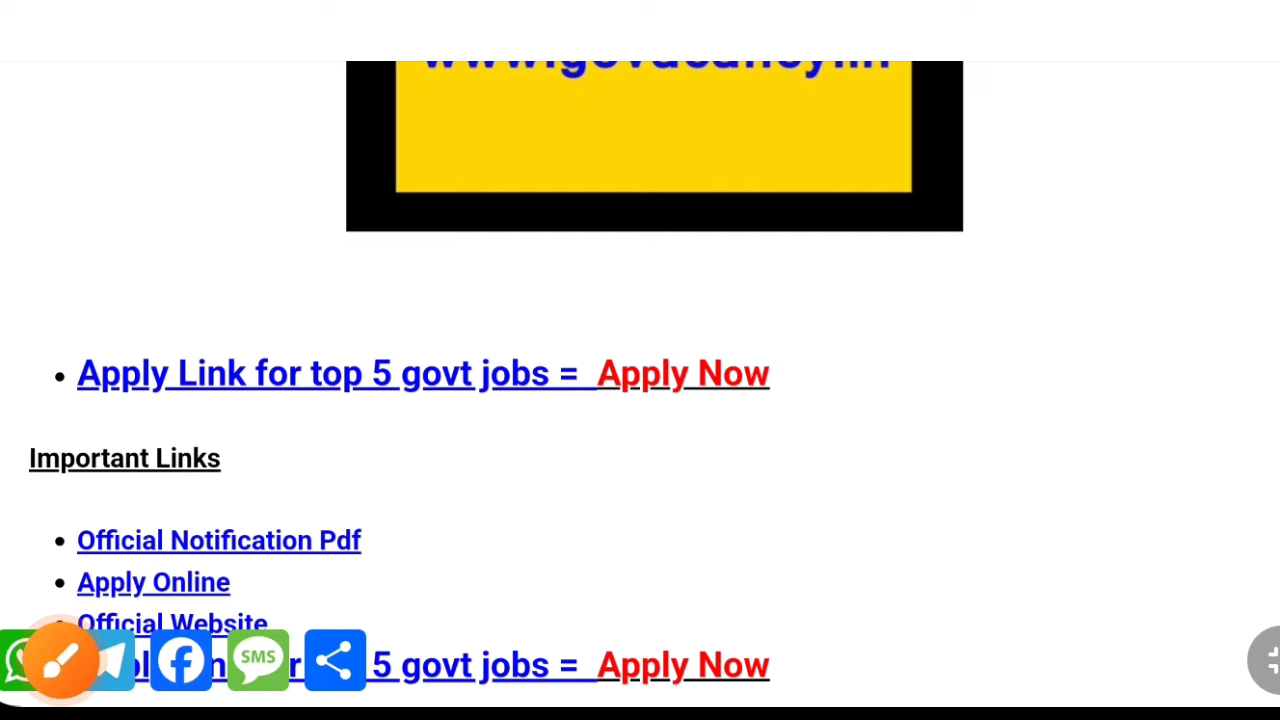 Apply Link for top 5 govt jobs = Apply Now
Important Links
Official Notification Pdf
Apply Online
Official Website
5 govt jobs = Apply Now
SMS